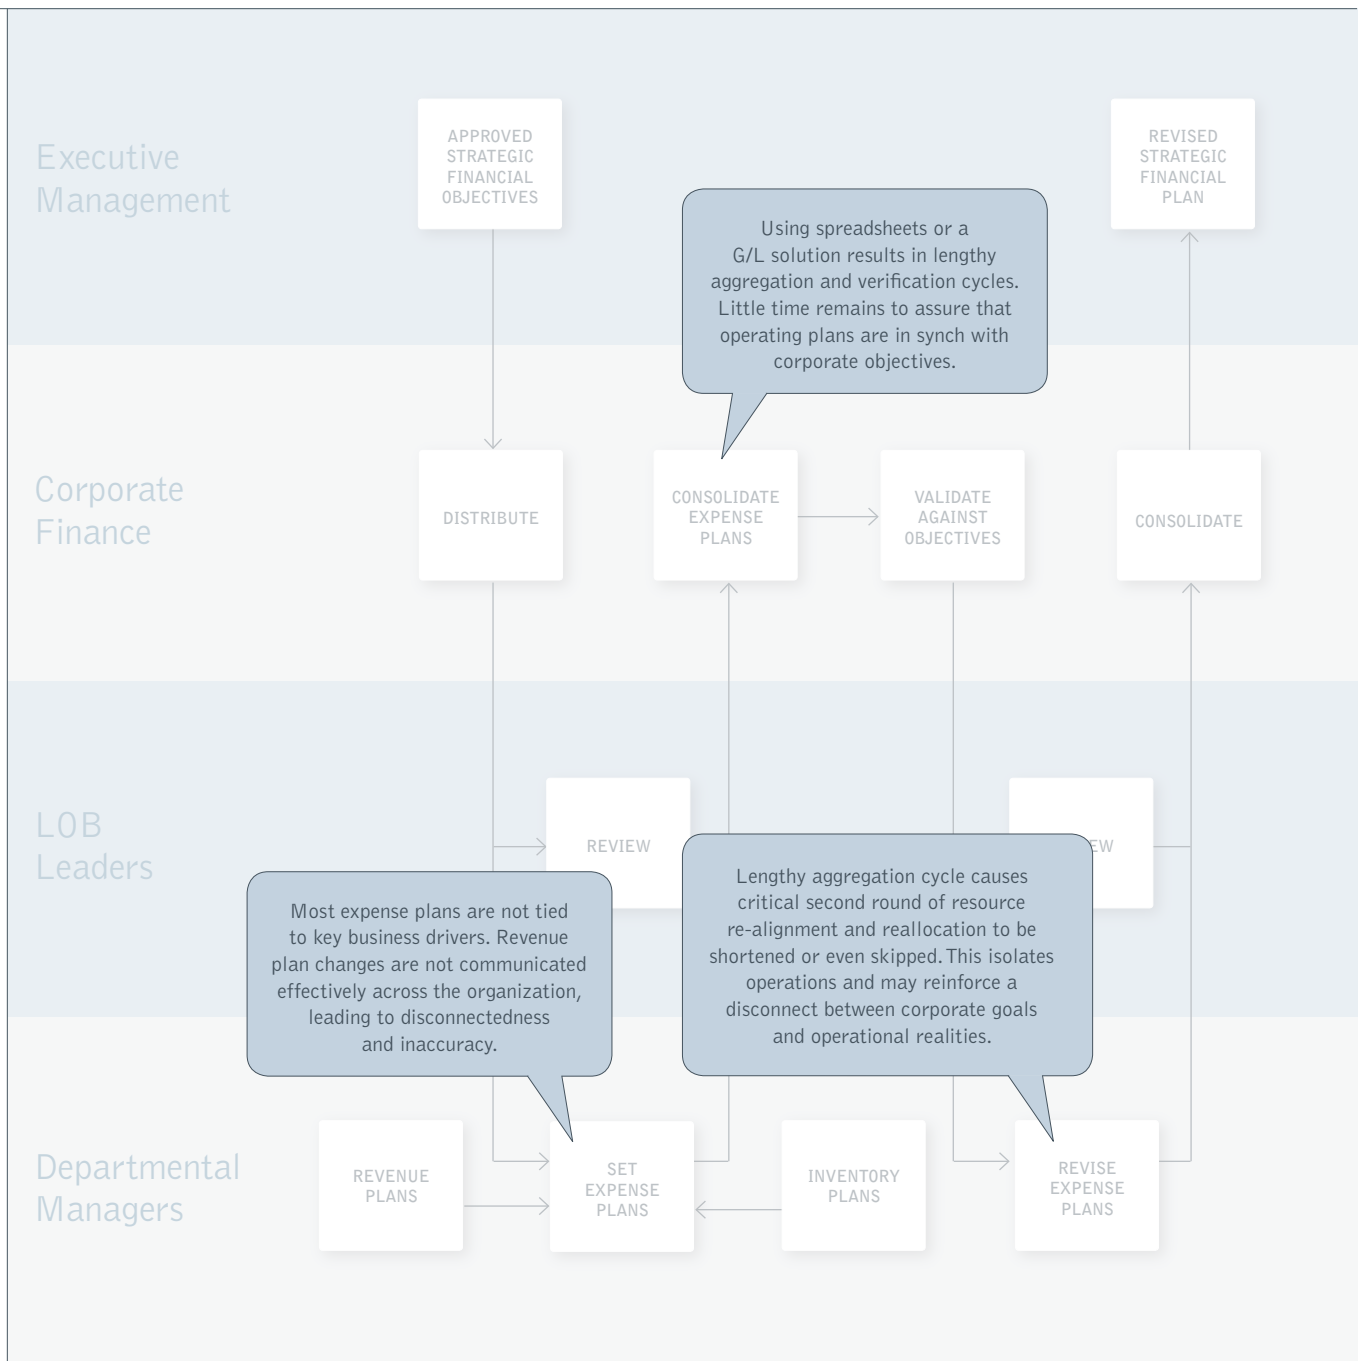 Executive
Management
APPROVED
STRATEGIC
FINANCIAL
OBJECTIVES
REVISED
STRATEGIC
FINANCIAL
PLAN
Using spreadsheets or a
G/L solution results in lengthy
aggregation and verification cycles.
Little time remains to assure that
operating plans are in synch with
corporate objectives.
Corporate
Finance
DISTRIBUTE
CONSOLIDATE
EXPENSE
PLANS
VALIDATE
AGAINST
OBJECTIVES
CONSOLIDATE
LOB
Leaders
REVIEW
EW
Most expense plans are not tied
to key business drivers. Revenue
plan changes are not communicated
effectively across the organization,
leading to disconnectedness
and inaccuracy.
Lengthy aggregation cycle causes
critical second round of resource
re-alignment and reallocation to be
shortened or even skipped. This isolates
operations and may reinforce a
disconnect between corporate goals
and operational realities.
Departmental
Managers
REVENUE
PLANS
SET
EXPENSE
PLANS
INVENTORY
PLANS
REVISE
EXPENSE
PLANS